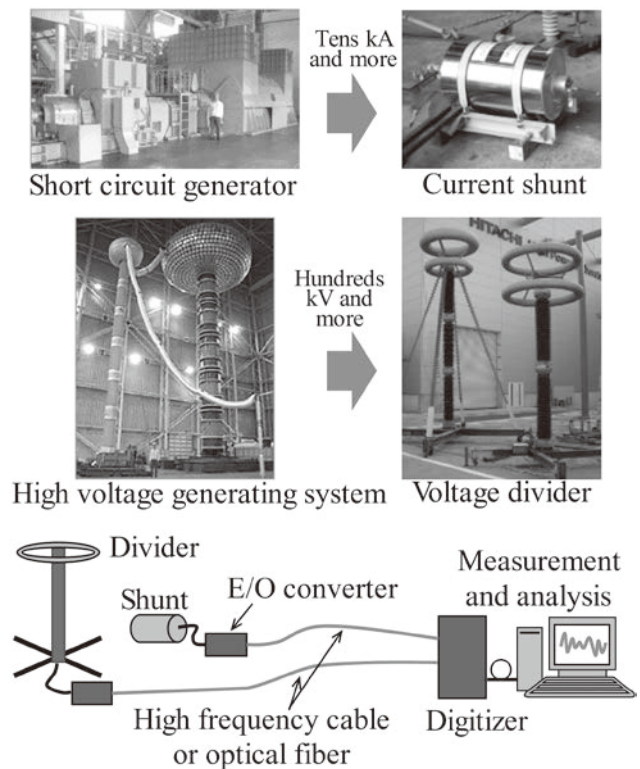 Tens kA
and more
Short circuit generator
Current shunt
HITACHI
Hundreds
kV and
more
High voltage generating system
Voltage divider
Divider
Shunt
E/O converter
Measurement
and analysis
High frequency cable
or optical fiber
Digitizer